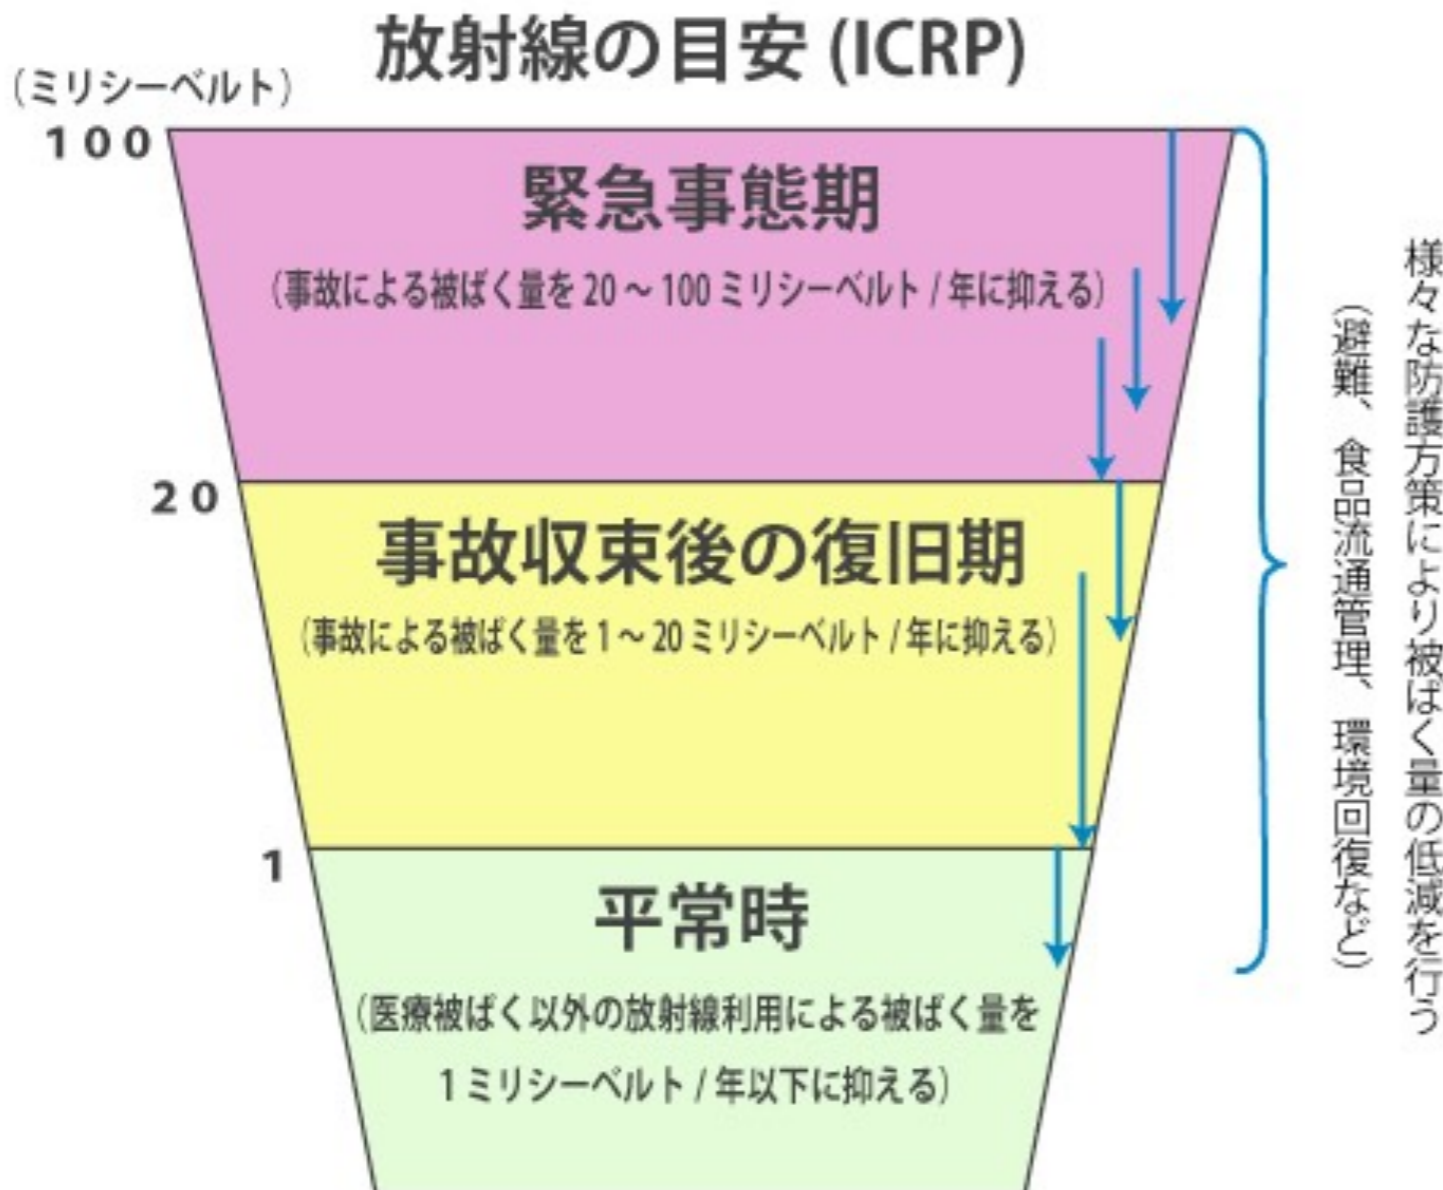 放射線の目安 (ICRP)
（ミリシーベルト）
100
緊急事態期
（事故による被ばく量を 20 ～ 100 ミリシーベルト / 年に抑える）
20
事故収束後の復旧期
（事故による被ばく量を 1 ～ 20 ミリシーベルト / 年に抑える）
1
平常時
（医療被ばく以外の放射線利用による被ばく量を
1 ミリシーベルト / 年以下に抑える）
様々な防護方策により被ばく量の低減を行う
（避難、食品流通管理、環境回復など）